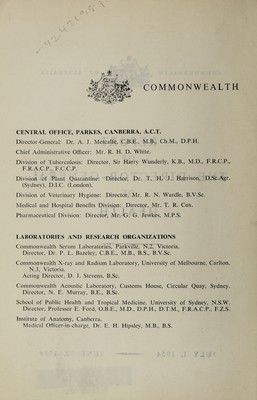 COMMONWEALTH
CENTRAL OFFICE, PARKES, CANBERRA, A.C.T.
Director-General: Dr. A. J. Metcalfe, C.B.E., M.B., Ch.M., D.P.H.
Chief Administrative Officer: Mr. R. H. D. White.
Division of Tuberculosis: Director, Sir Harry Wunderly, K.B., M.D., F.R.C.P.,
F.R.A.C.P., F.C.C.P.
Division of Plant Quarantine: Director, Dr. T. H. J. Harrison, D.Sc.Agr.
(Sydney), D.I.C. (London).
Division of Veterinary Hygiene: Director, Mr. R. N. Wardle, B.V.Sc.
Medical and Hospital Benefits Division: Director, Mr. T. R. Cox.
Pharmaceutical Division: Director, Mr. G. G. Jewkes, M.P.S.
LABORATORIES AND RESEARCH ORGANIZATIONS
Commonwealth Serum Laboratories, Parkville, N.2, Victoria.
Director, Dr. P. L. Bazeley, C.B.E., M.B., B.S., B.V.Sc.
Commonwealth X-ray and Radium Laboratory, University of Melbourne, Carlton,
N.3, Victoria.
Acting Director, D. J. Stevens, B.Sc.
Commonwealth Acoustic Laboratory, Customs House, Circular Quay, Sydney.
Director, N. E. Murray, B.E., B.Sc.
School of Public Health and Tropical Medicine, University of Sydney, N.S.W.
Director, Professor E. Ford, O.B.E., M.D., D.P.H., D.T.M., F.R.A.C.P., F.Z.S.
Institute of Anatomy, Canberra.
Medical Officer-in-charge, Dr. E. H. Hipsley, M.B., B.S.